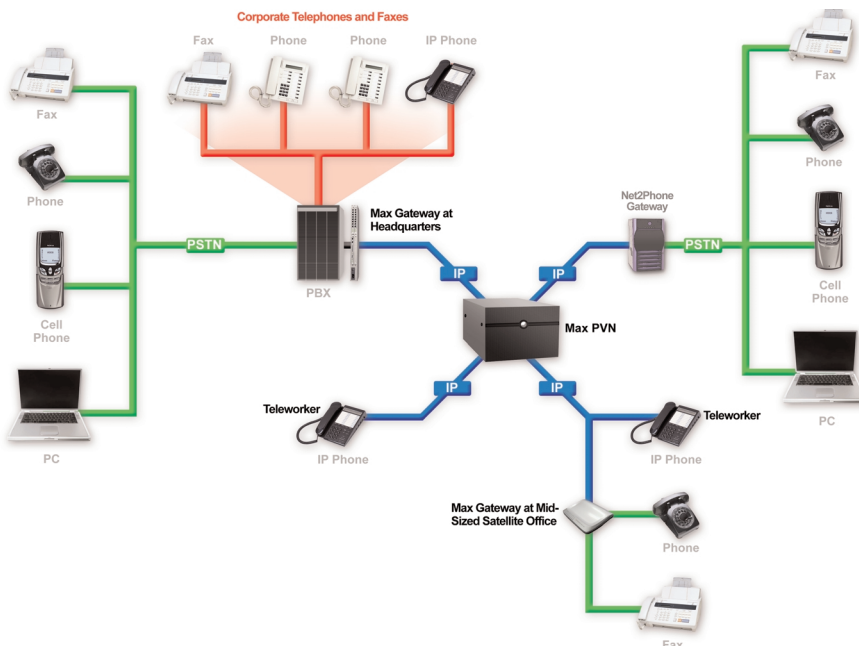 Corporate Telephones and Faxes
Fax
Phone
Phone
IP Phone
Fax
Fax
Phone
Phone
Net2Phone
Gateway
Max Gateway at
Headquarters
PSTN
PSTN
IP
IP
PBX
Cell
Phone
Cell
Phone
Max PVN
IP
IP
Teleworker
Teleworker
PC
IP Phone
IP Phone
PC
Max Gateway at Mid-
Sized Satellite Office
Phone
Fax